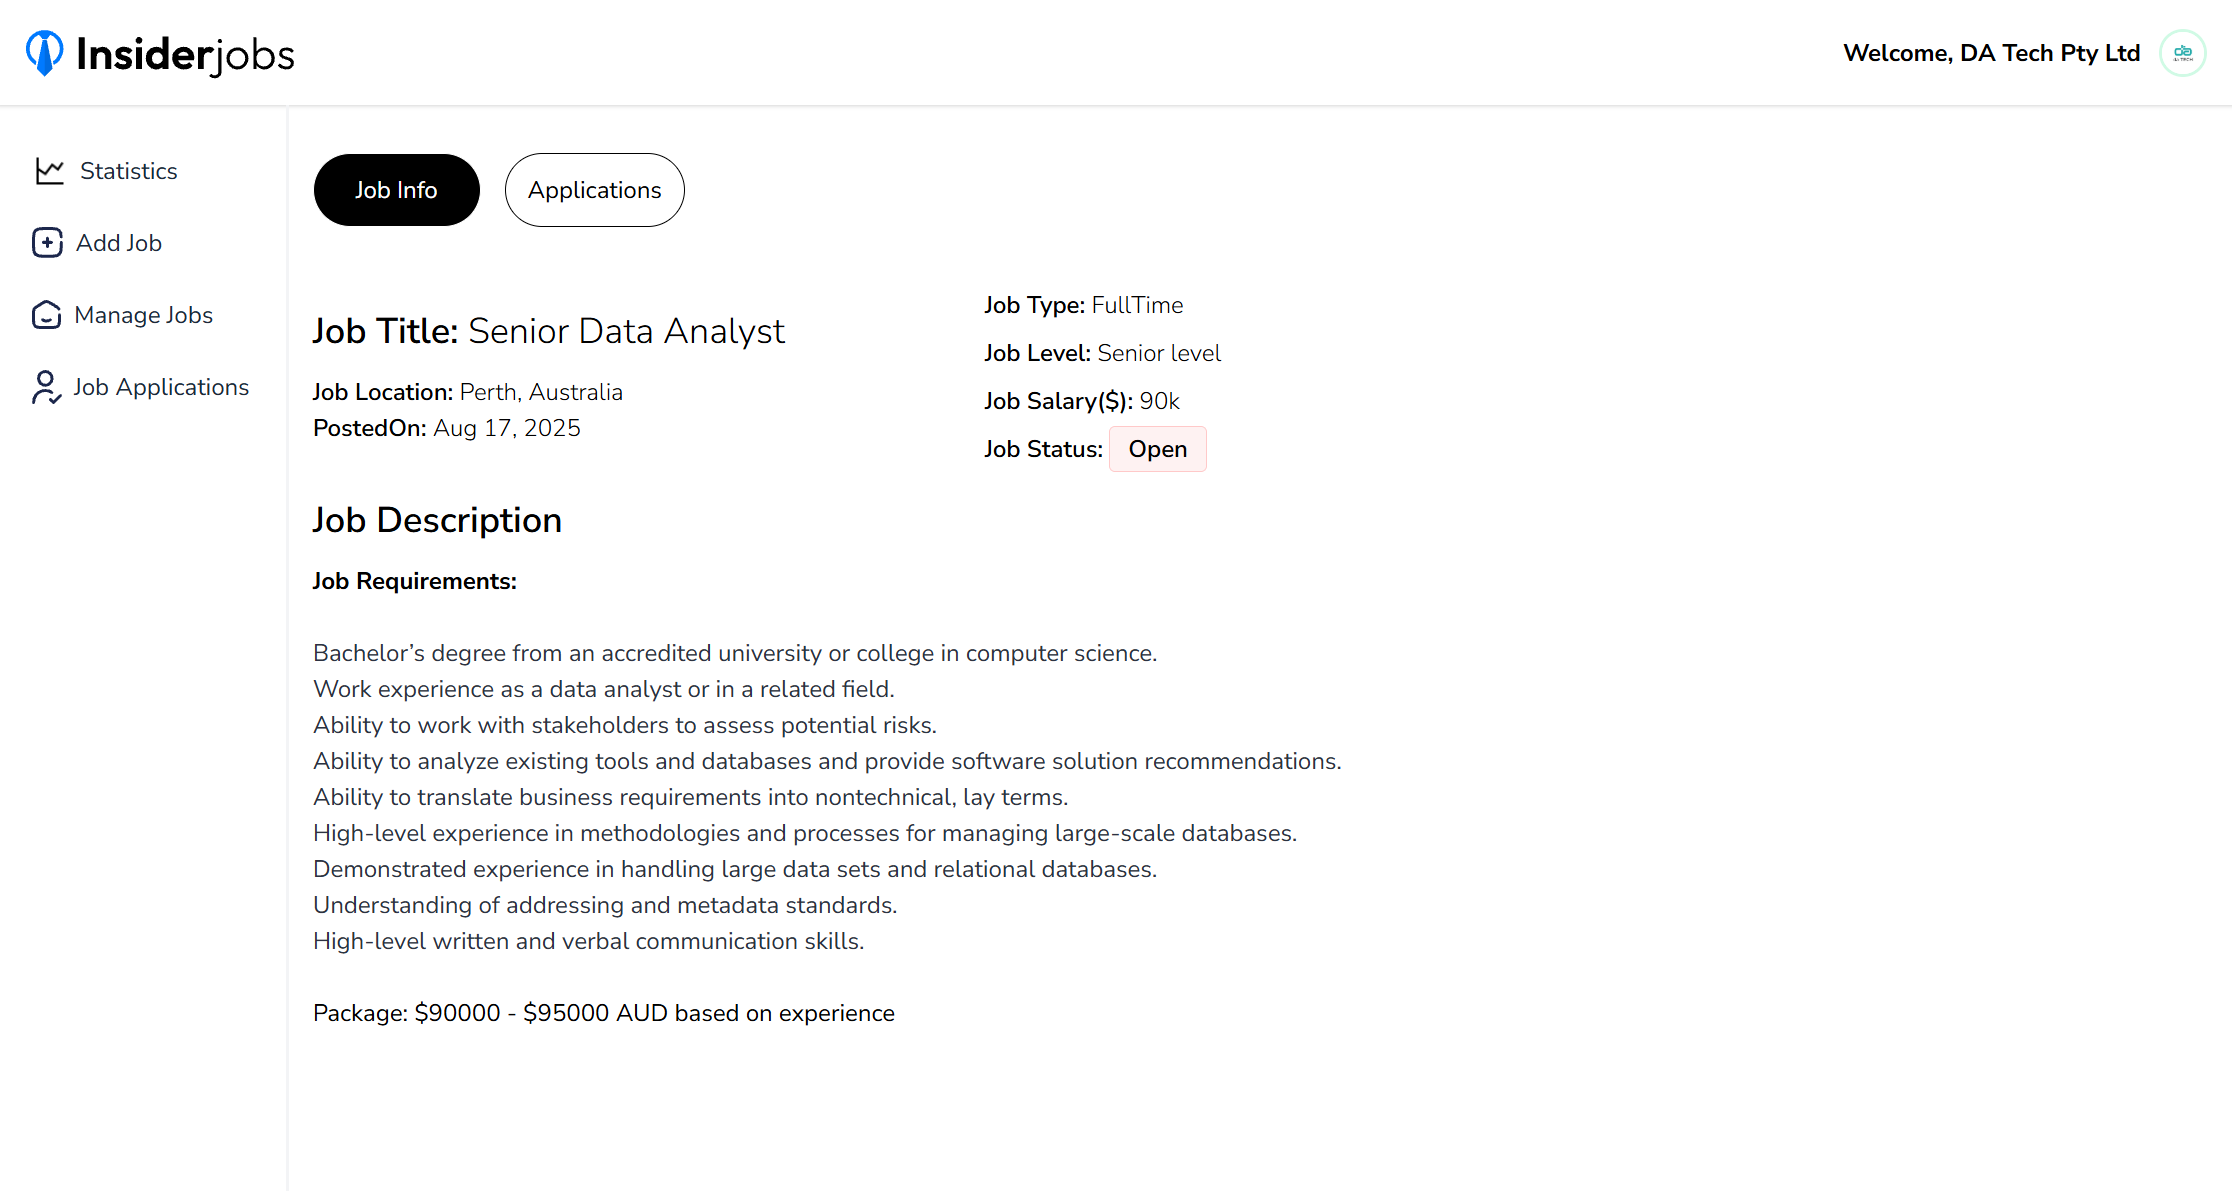 Insiderjobs
Welcome, DA Tech Pty Ltd
Statistics
Add Job
Manage Jobs
Job Applications
Job Info
Applications
Job Title: Senior Data Analyst
Job Location: Perth, Australia
PostedOn: Aug 17, 2025
Job Type: FullTime
Job Level: Senior level
Job Salary($): 90k
Job Status: Open
Job Description
Job Requirements:
Bachelor’s degree from an accredited university or college in computer science.
Work experience as a data analyst or in a related field.
Ability to work with stakeholders to assess potential risks.
Ability to analyze existing tools and databases and provide software solution recommendations.
Ability to translate business requirements into nontechnical, lay terms.
High-level experience in methodologies and processes for managing large-scale databases.
Demonstrated experience in handling large data sets and relational databases.
Understanding of addressing and metadata standards.
High-level written and verbal communication skills.
Package: $90000 - $95000 AUD based on experience